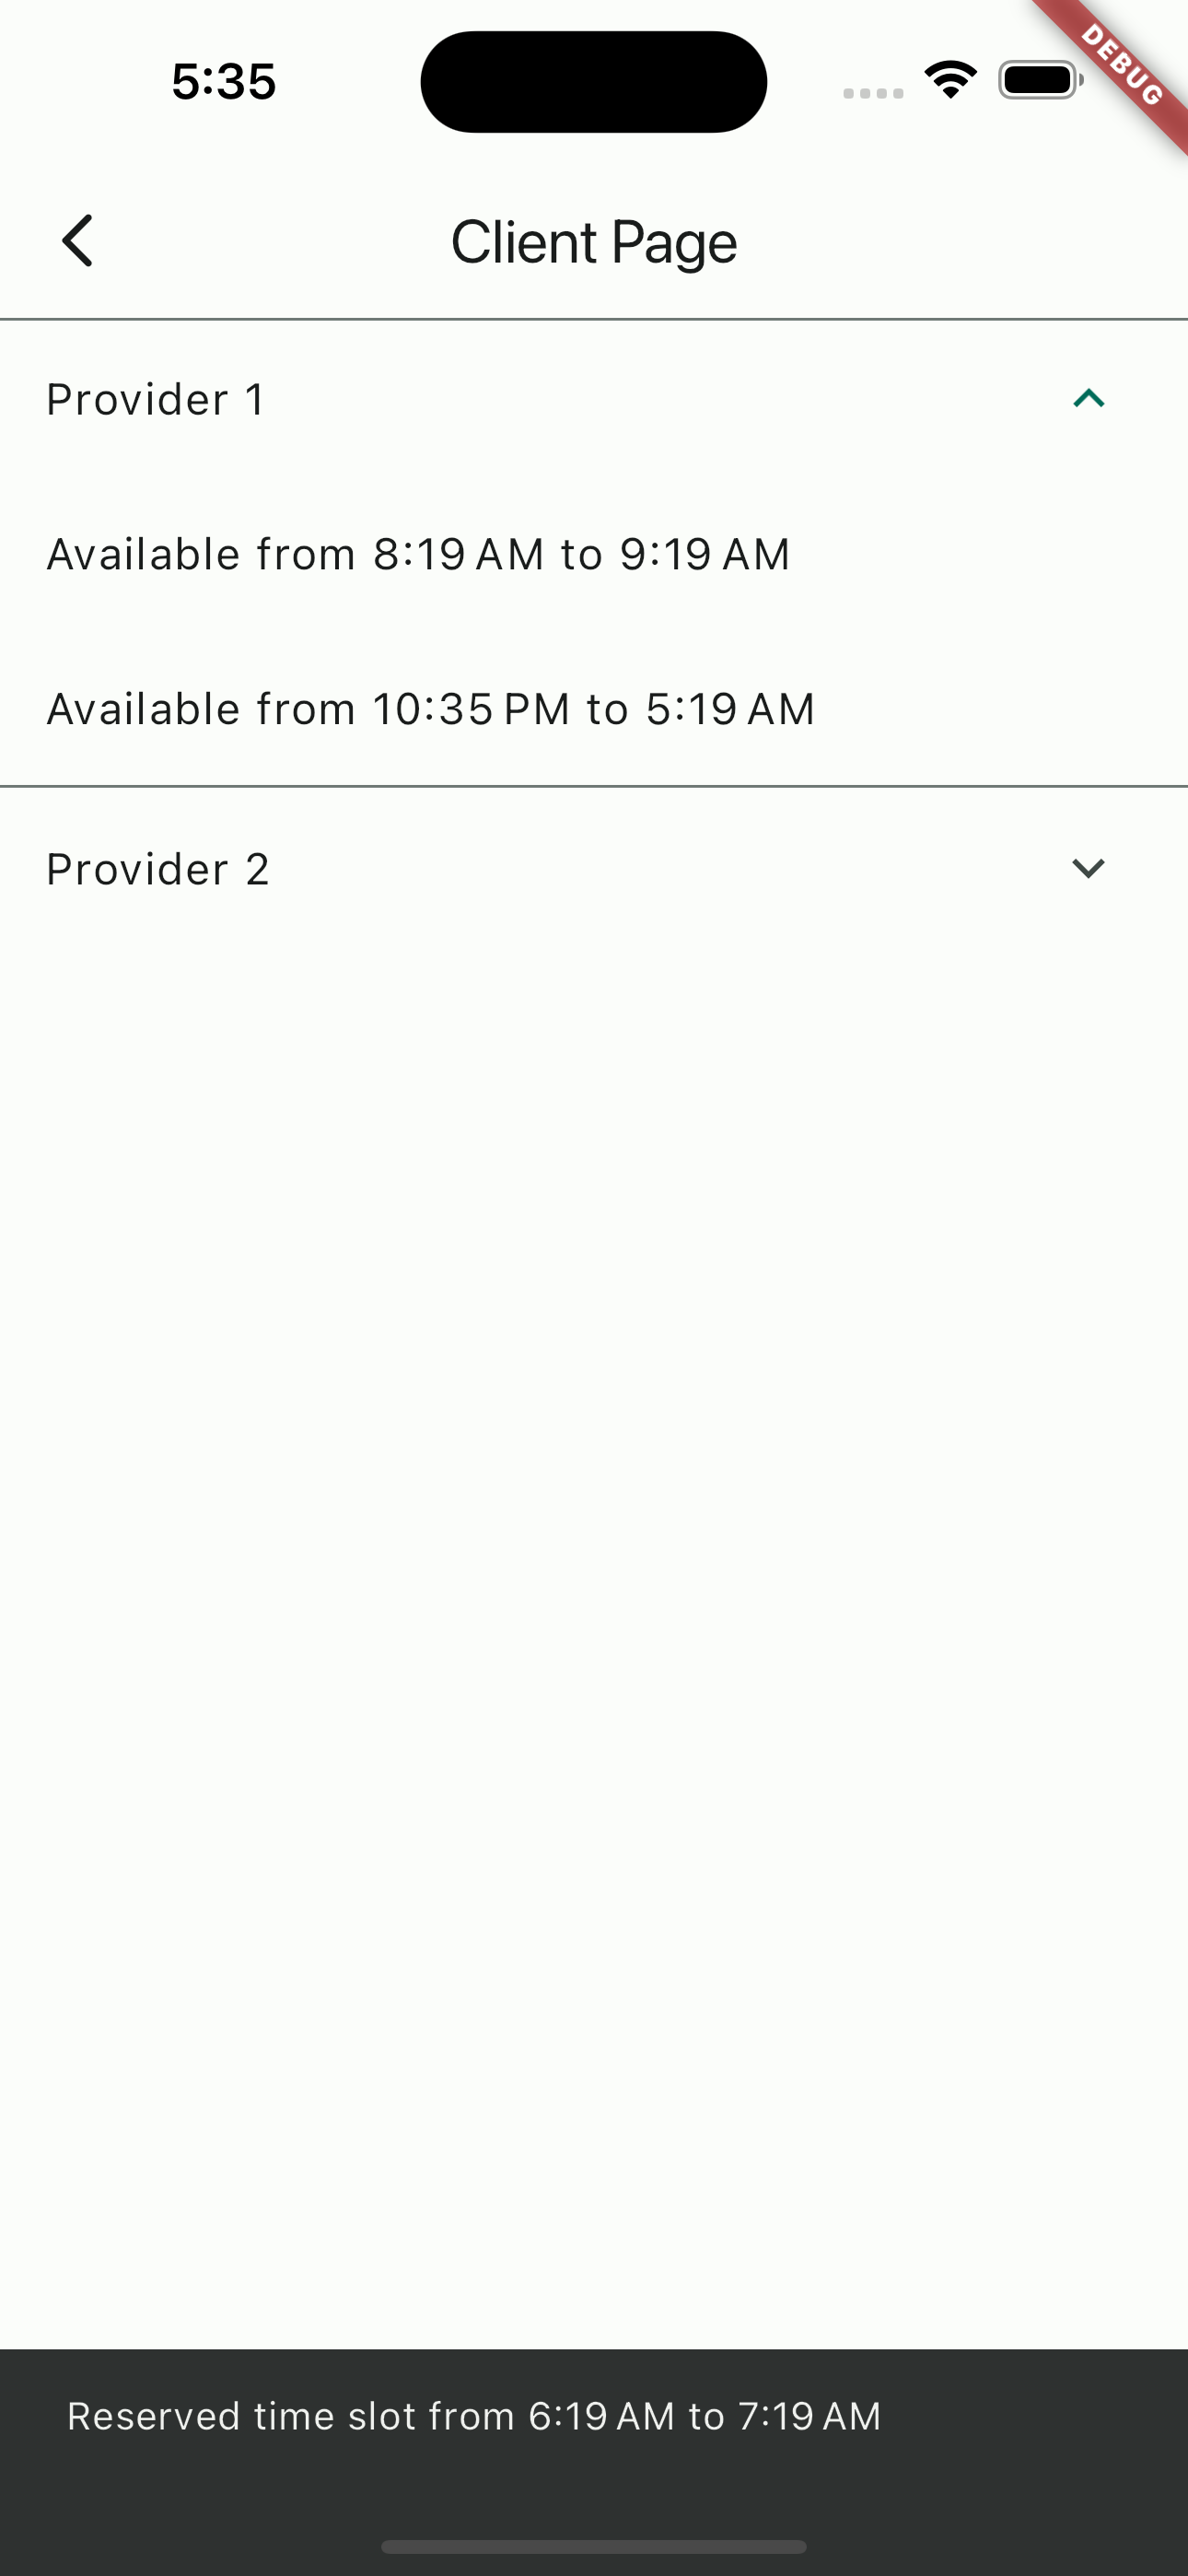 5:35
DEBUG
Client Page
Provider 1
Available from 8:19 AM to 9:19 AM
Available from 10:35 PM to 5:19 AM
Provider 2
Reserved time slot from 6:19 AM to 7:19 AM